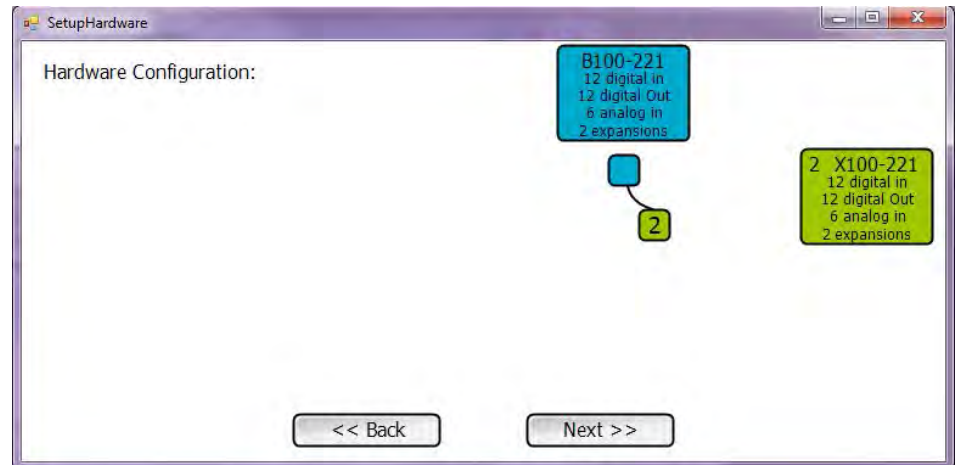 SetupHardware
Hardware Configuration:
B100-221
12 digital in
12 digital Out
6 analog in
2 expansions
2
2 X100-221
12 digital in
12 digital Out
6 analog in
2 expansions
<< Back
Next >>